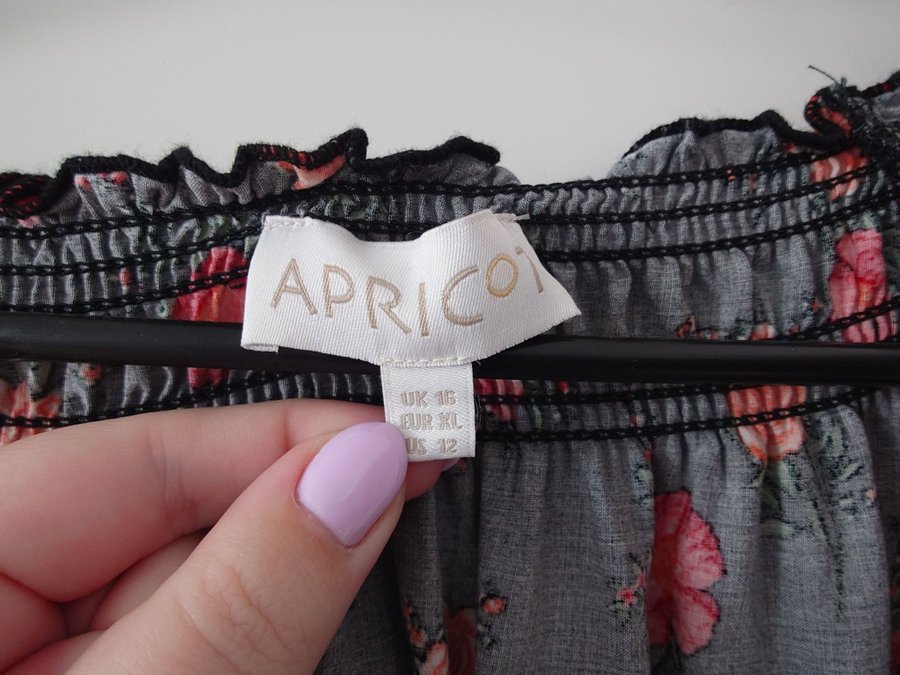 APRICOT
UK 16
EUR XL
US 12